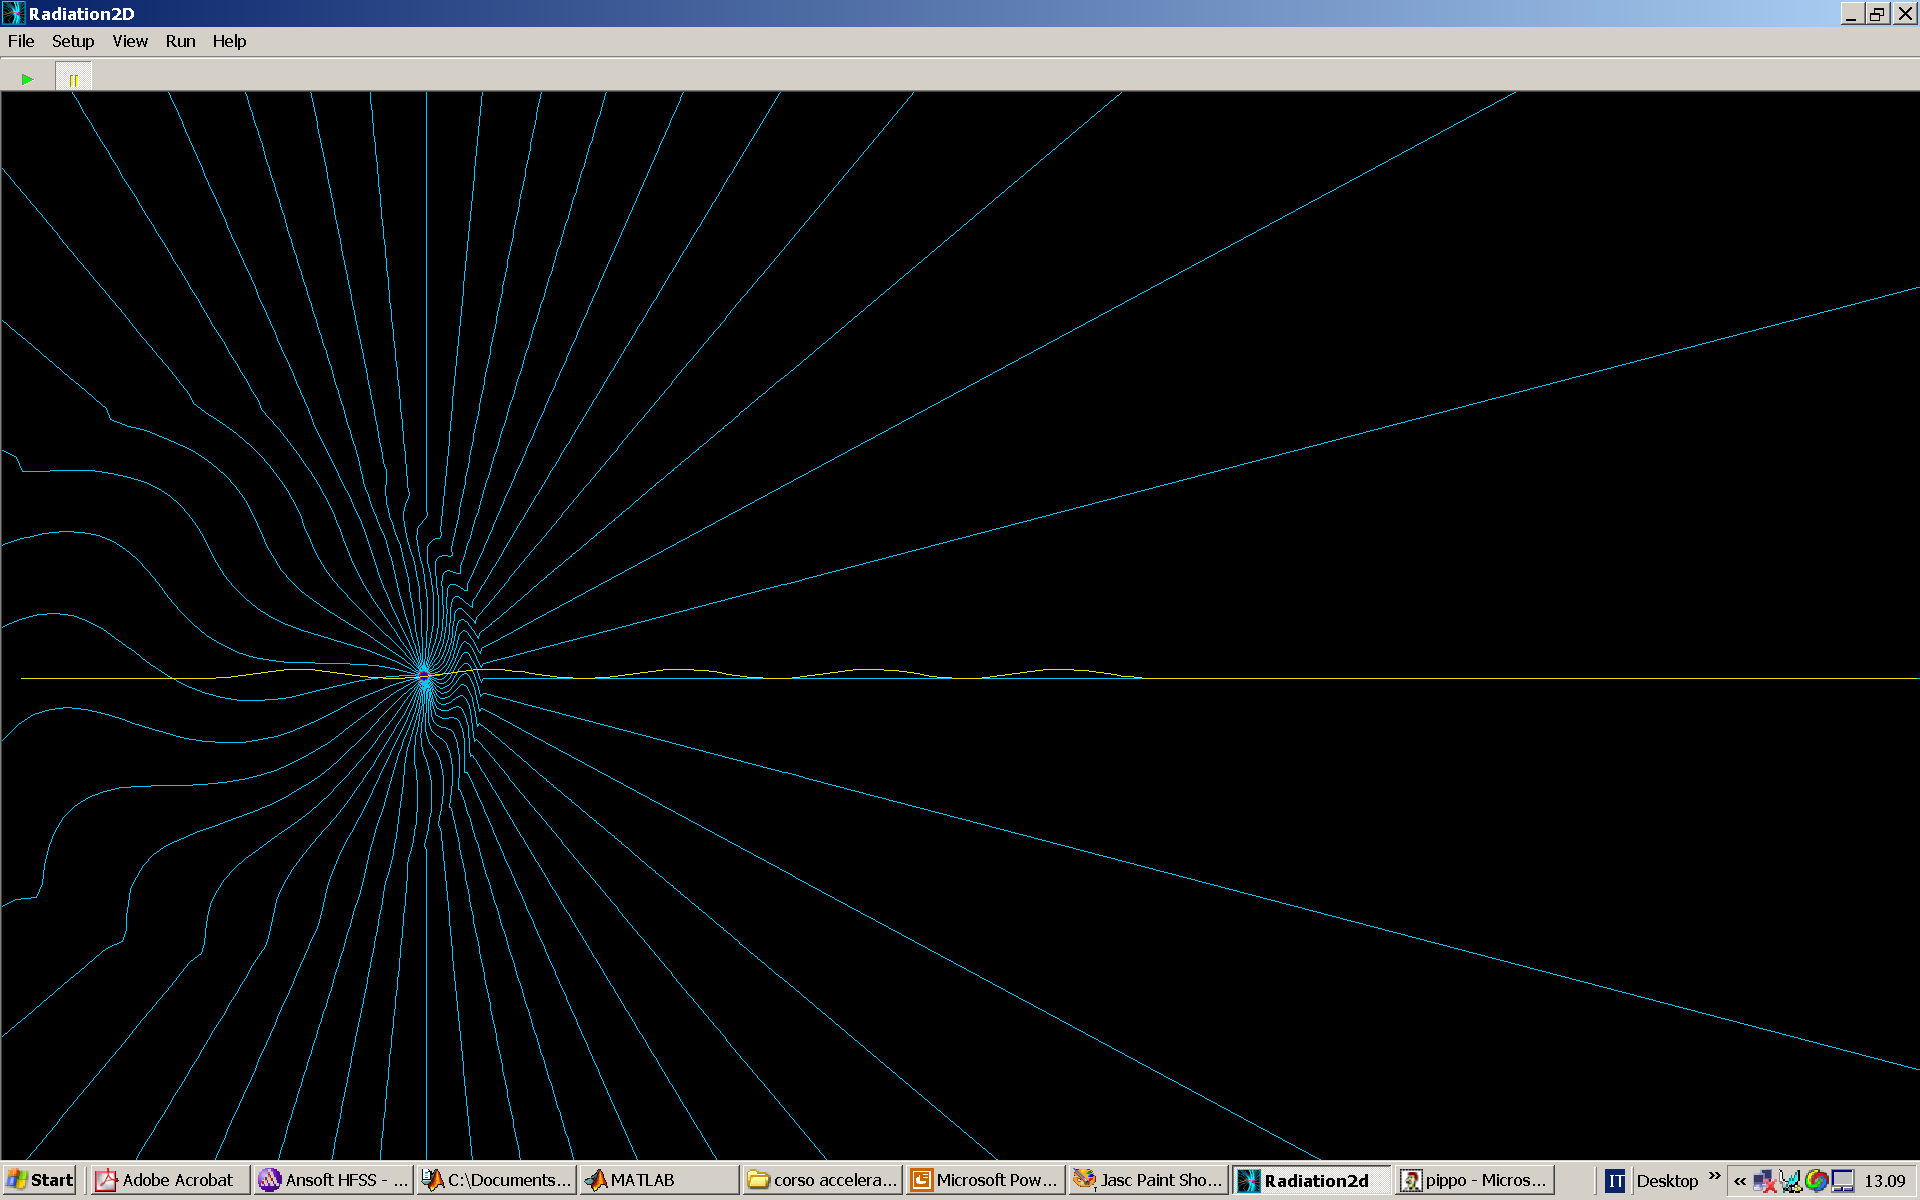 Radiation2D
File Setup View Run Help
Start Adobe Acrobat Ansoft HFSS - ... C:\Documents... MATLAB corso accelera... Microsoft Pow... Jasc Paint Sho... Radiation2d pippo - Micros... IT Desktop » « 13.09